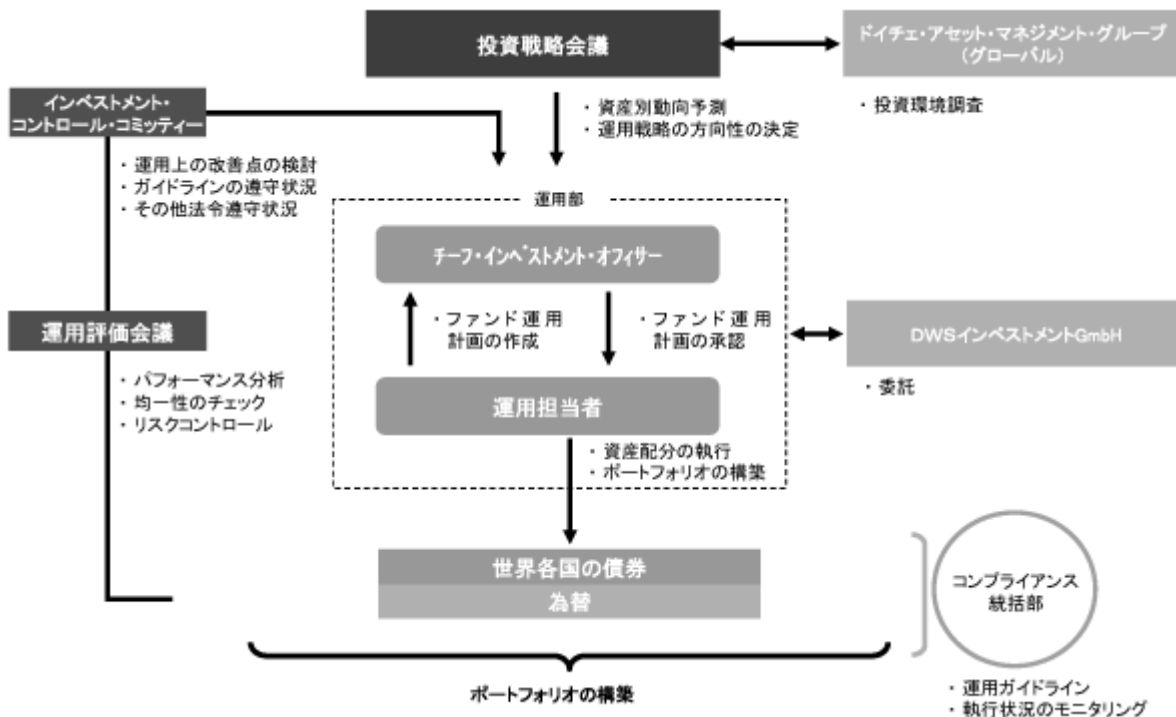 投資戦略会議
ドイチェ・アセット・マネジメント・グループ
(グローバル)
・投資環境調査
・資産別動向予測
・運用戦略の方向性の決定
インベストメント・
コントロール・コミッティー
・運用上の改善点の検討
・ガイドラインの遵守状況
・その他法令遵守状況
運用部
チーフ・インベストメント・オフィサー
・ファンド運用
計画の作成
・ファンド運用
計画の承認
運用評価会議
・パフォーマンス分析
・均一性のチェック
・リスクコントロール
DWSインベストメントGmbH
・委託
運用担当者
・資産配分の執行
・ポートフォリオの構築
世界各国の債券
為替
コンプライアンス
統括部
・運用ガイドライン
・執行状況のモニタリング
ポートフォリオの構築